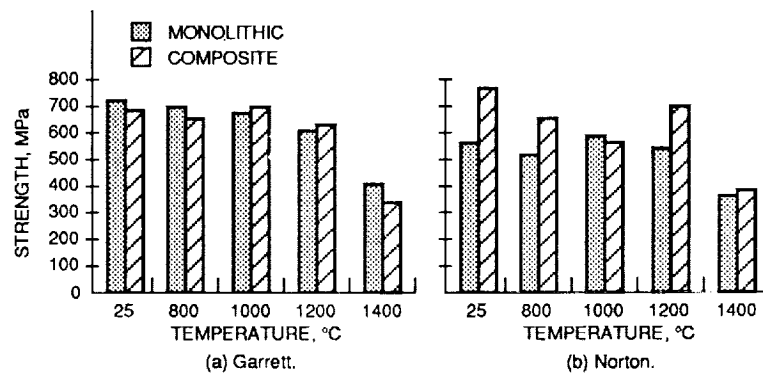 MONOLITHIC
COMPOSITE
STRENGTH, MPa
800
700
600
500
400
300
200
100
0
25 800 1000 1200 1400
TEMPERATURE, °C
(a) Garrett.
25 800 1000 1200 1400
TEMPERATURE, °C
(b) Norton.